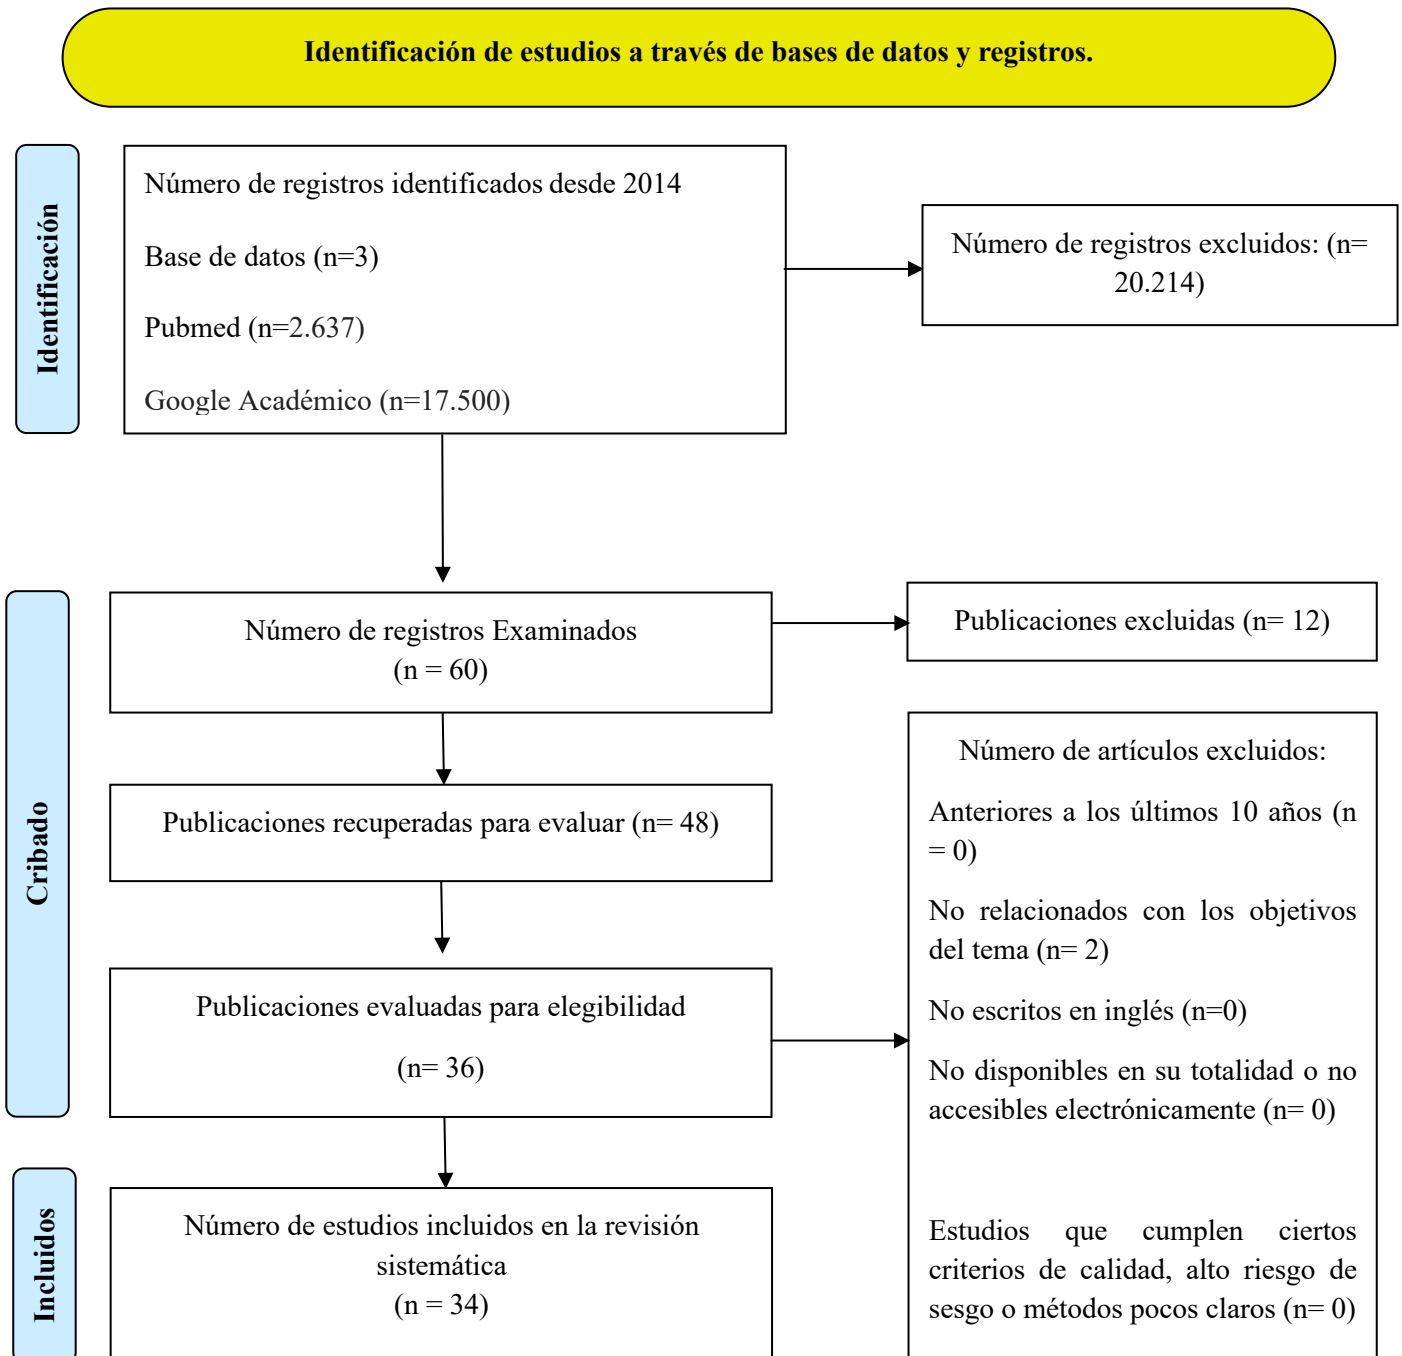 Identificación de estudios a través de bases de datos y registros.
Identificación
Número de registros identificados desde 2014
Base de datos (n=3)
Pubmed (n=2.637)
Google Académico (n=17.500)
Número de registros excluidos: (n=
20.214)
Cribado
Número de registros Examinados
(n = 60)
Publicaciones excluidas (n= 12)
Publicaciones recuperadas para evaluar (n= 48)
Publicaciones evaluadas para elegibilidad
(n= 36)
Número de artículos excluidos:
Anteriores a los últimos 10 años (n
= 0)
No relacionados con los objetivos
del tema (n= 2)
No escritos en inglés (n=0)
No disponibles en su totalidad o no
accesibles electrónicamente (n= 0)
Estudios que cumplen ciertos
criterios de calidad, alto riesgo de
sesgo o métodos pocos claros (n= 0)
Incluidos
Número de estudios incluidos en la revisión
sistemática
(n = 34)